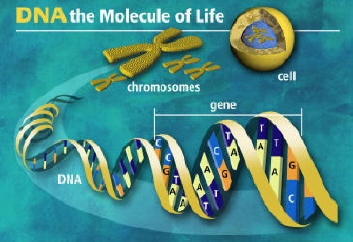 DNA the Molecule of Life
chromosomes
cell
gene
DNA